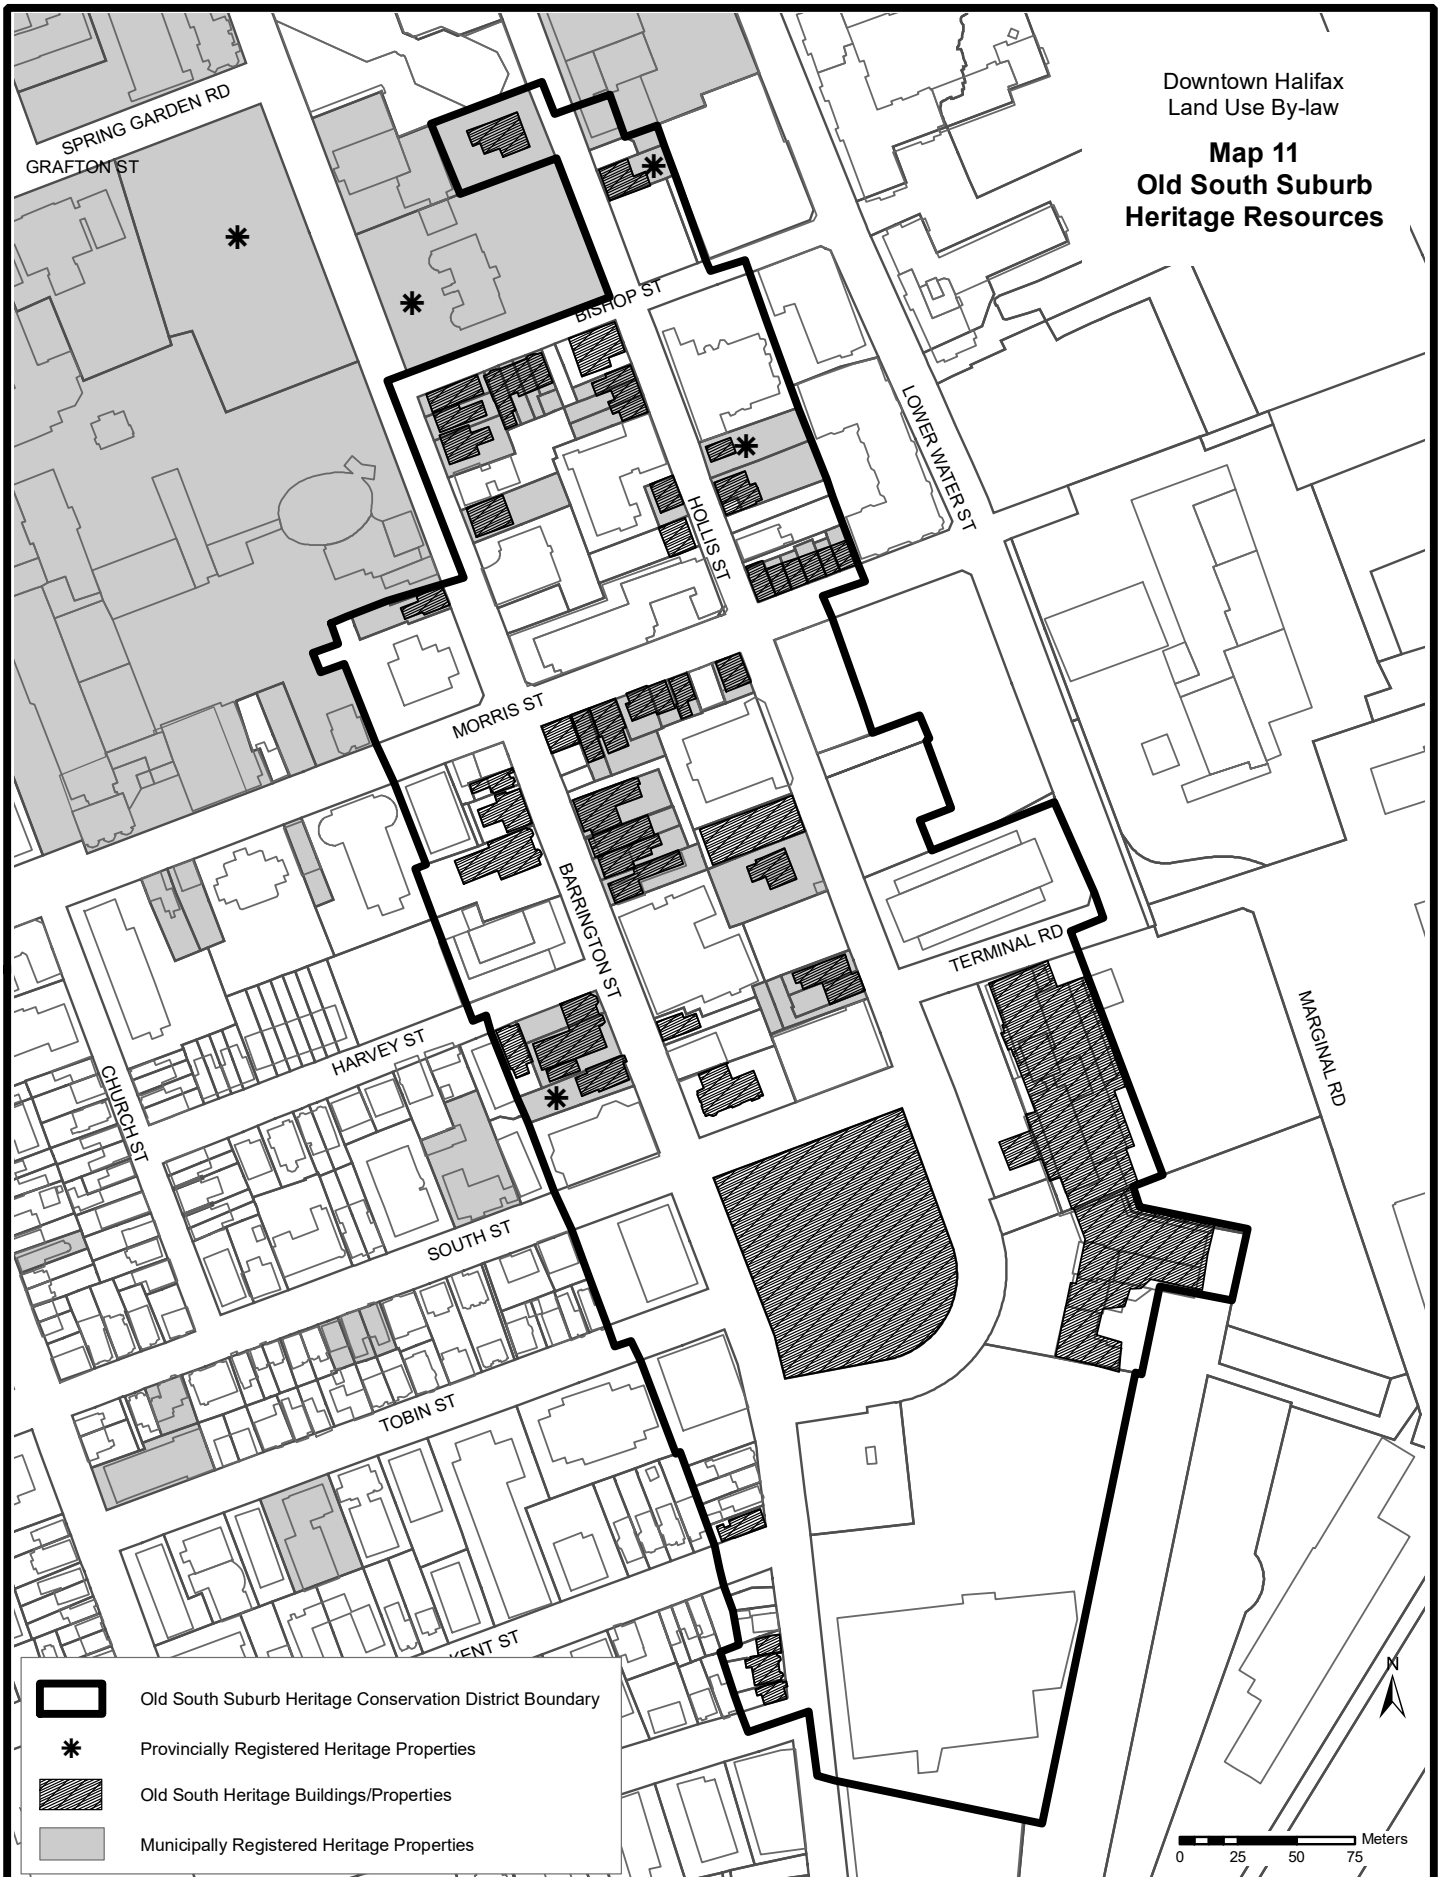 Downtown Halifax
Land Use By-law
Map 11
Old South Suburb
Heritage Resources
SPRING GARDEN RD
GRAFTON ST
BISHOP ST
LOWER WATER ST
HOLLIS ST
MORRIS ST
BARRINGTON ST
TERMINAL RD
MARGINAL RD
HARVEY ST
CHURCH ST
SOUTH ST
TOBIN ST
KENT ST
Old South Suburb Heritage Conservation District Boundary
Provincially Registered Heritage Properties
Old South Heritage Buildings/Properties
Municipally Registered Heritage Properties
N
Meters
0 25 50 75